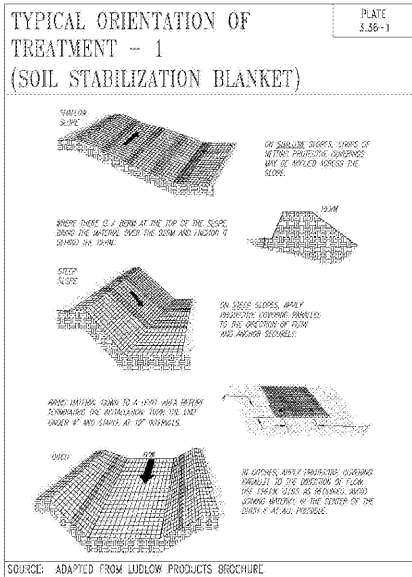 TYPICAL ORIENTATION OF
TREATMENT - 1
(SOIL STABILIZATION BLANKET)
PLATE
3.36-1
SHALLOW
SLOPE
ON SHALLOW SLOPES, STRIPS OF
NETTING PROTECTIVE COVERINGS
MAY BE APPLIED ACROSS THE
SLOPE.
BERM
WHERE THERE IS A BERM AT THE TOP OF THE SLOPE,
BRING THE MATERIAL OVER THE BERM AND ANCHOR IT
BEHIND THE BERM.
STEEP
SLOPE
ON STEEP SLOPES, APPLY
PROTECTIVE COVERING PARALLEL
TO THE DIRECTION OF FLOW
AND ANCHOR SECURELY.
BRING MATERIAL DOWN TO A LEVEL AREA BEFORE
TERMINATING THE INSTALLATION. TURN THE END
UNDER 4" AND STAPLE AT 12" INTERVALS.
DITCH
FLOW
IN DITCHES, APPLY PROTECTIVE COVERING
PARALLEL TO THE DIRECTION OF FLOW.
USE CHECK SLOTS AS REQUIRED. AVOID
JOINING MATERIAL IN THE CENTER OF THE
DITCH IF AT ALL POSSIBLE.
SOURCE: ADAPTED FROM LUDLOW PRODUCTS BROCHURE